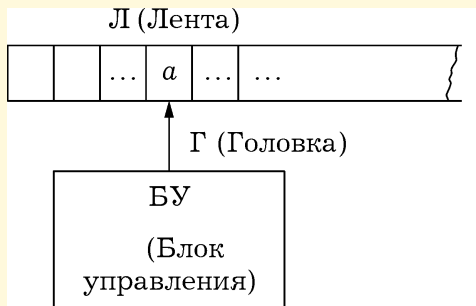 Л (Лента)
... a ... ...
Г (Головка)
БУ
(Блок
управления)